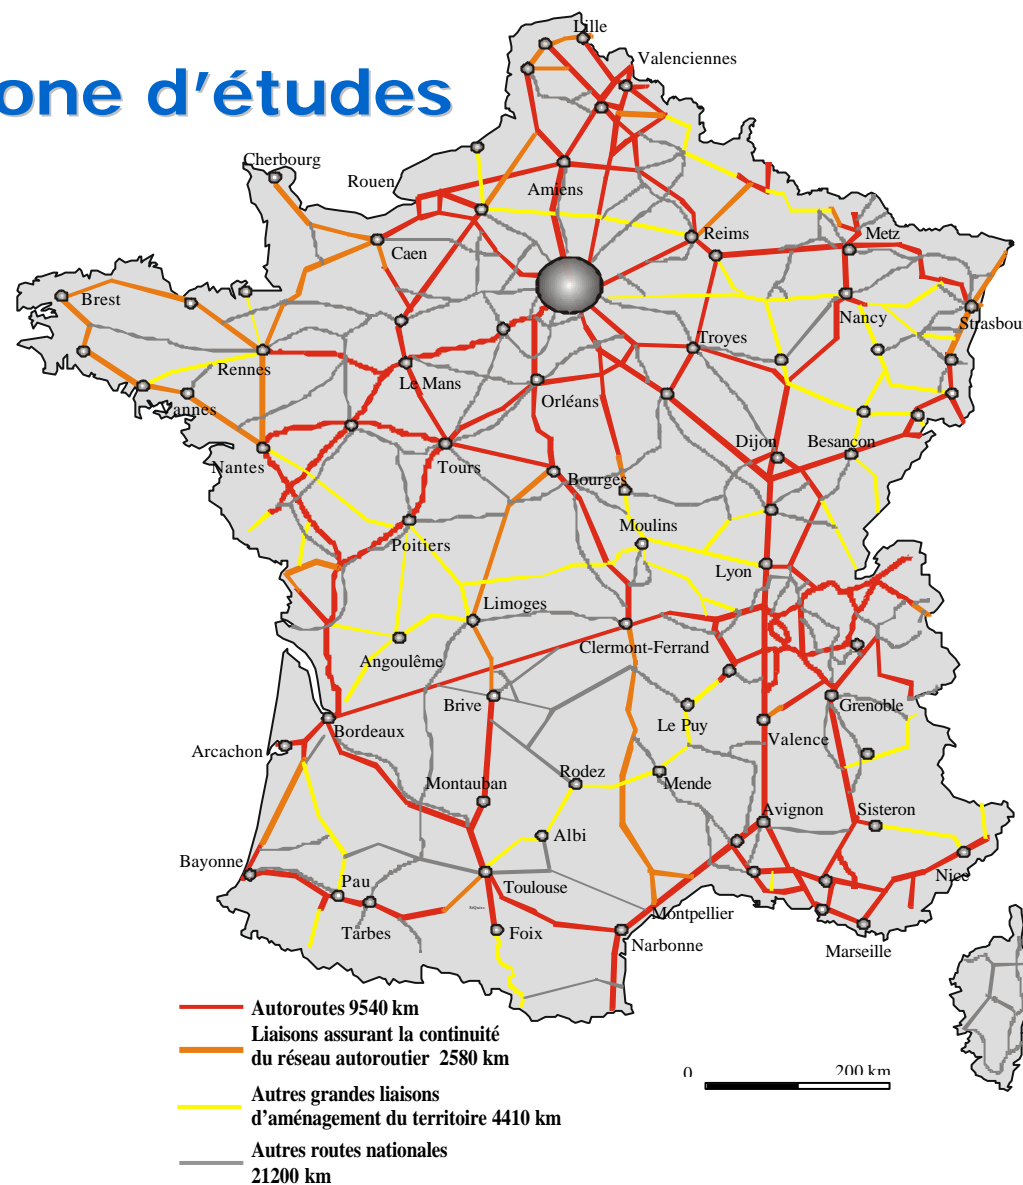 one d'études
Lille
Valenciennes
Cherbourg
Rouen
Amiens
Caen
Reims
Metz
Brest
Nancy
Strasbour
Troyes
Rennes
Le Mans
Vannes
Orléans
Dijon
Besançon
Nantes
Tours
Bourges
Moulins
Poitiers
Lyon
Limoges
Angoulême
Clermont-Ferrand
Brive
Le Puy
Grenoble
Bordeaux
Valence
Arcachon
Rodez
Montauban
Mende
Avignon
Sisteron
Albi
Bayonne
Pau
Toulouse
Nice
Montpellier
Tarbes
Foix
Narbonne
Marseille
Autoroutes 9540 km
Liaisons assurant la continuité
du réseau autoroutier 2580 km
Autres grandes liaisons
d'aménagement du territoire 4410 km
Autres routes nationales
21200 km
0 200 km